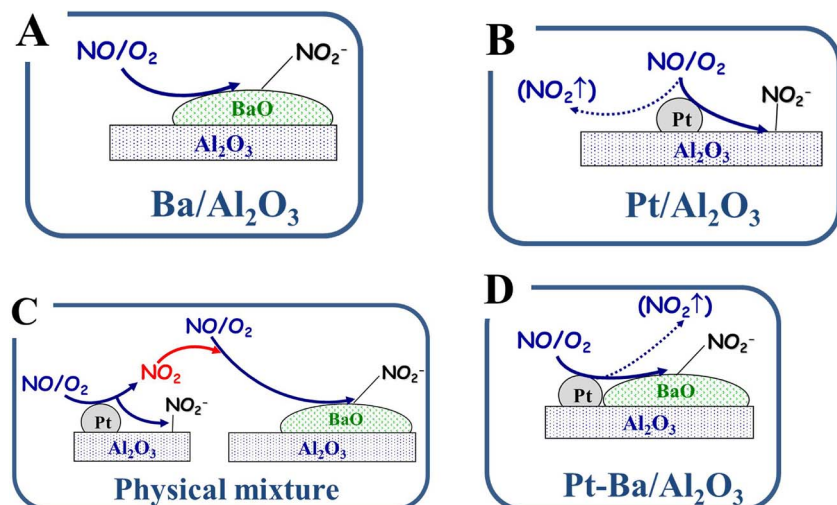 A
NO/O₂
NO₂⁻
BaO
Al₂O₃
Ba/Al₂O₃
B
NO/O₂
(NO₂↑)
NO₂⁻
Pt
Al₂O₃
Pt/Al₂O₃
C
NO/O₂
NO₂
NO/O₂
NO₂⁻
NO₂⁻
Pt
BaO
Al₂O₃
Al₂O₃
Physical mixture
D
(NO₂↑)
NO/O₂
NO₂⁻
Pt
BaO
Al₂O₃
Pt-Ba/Al₂O₃